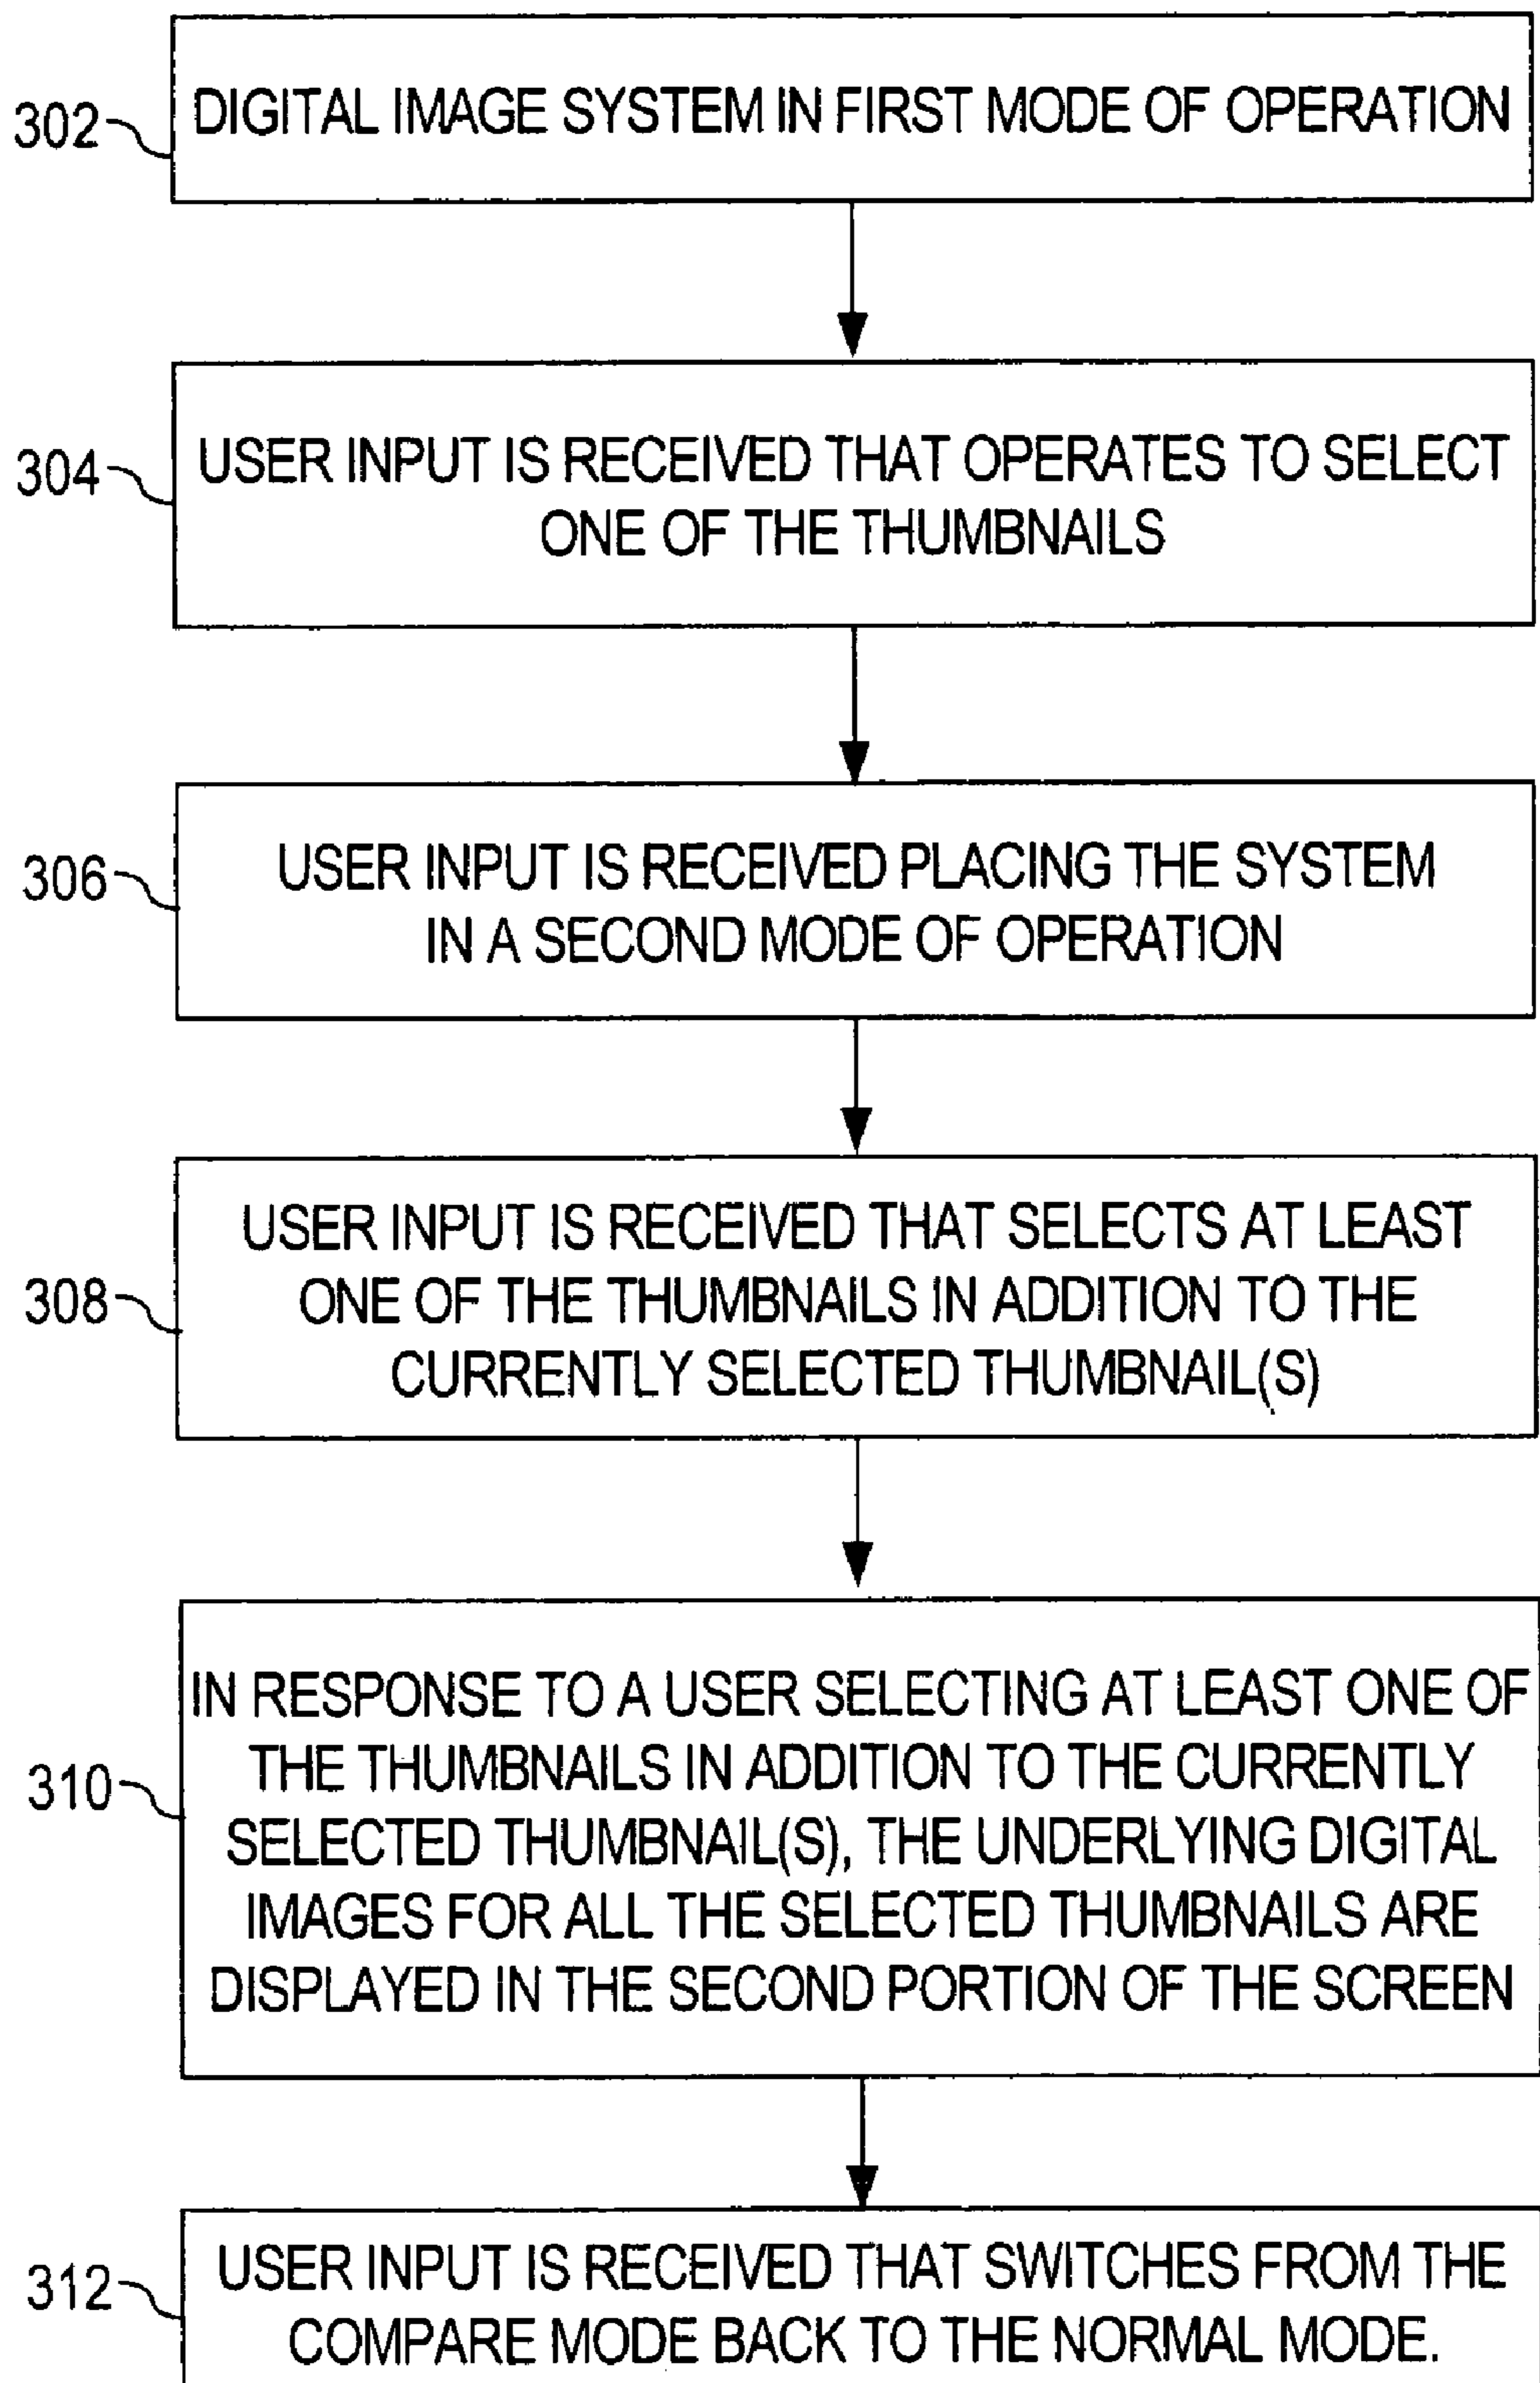 302
DIGITAL IMAGE SYSTEM IN FIRST MODE OF OPERATION
304
USER INPUT IS RECEIVED THAT OPERATES TO SELECT
ONE OF THE THUMBNAILS
306
USER INPUT IS RECEIVED PLACING THE SYSTEM
IN A SECOND MODE OF OPERATION
308
USER INPUT IS RECEIVED THAT SELECTS AT LEAST
ONE OF THE THUMBNAILS IN ADDITION TO THE
CURRENTLY SELECTED THUMBNAIL(S)
310
IN RESPONSE TO A USER SELECTING AT LEAST ONE OF
THE THUMBNAILS IN ADDITION TO THE CURRENTLY
SELECTED THUMBNAIL(S), THE UNDERLYING DIGITAL
IMAGES FOR ALL THE SELECTED THUMBNAILS ARE
DISPLAYED IN THE SECOND PORTION OF THE SCREEN
312
USER INPUT IS RECEIVED THAT SWITCHES FROM THE
COMPARE MODE BACK TO THE NORMAL MODE.